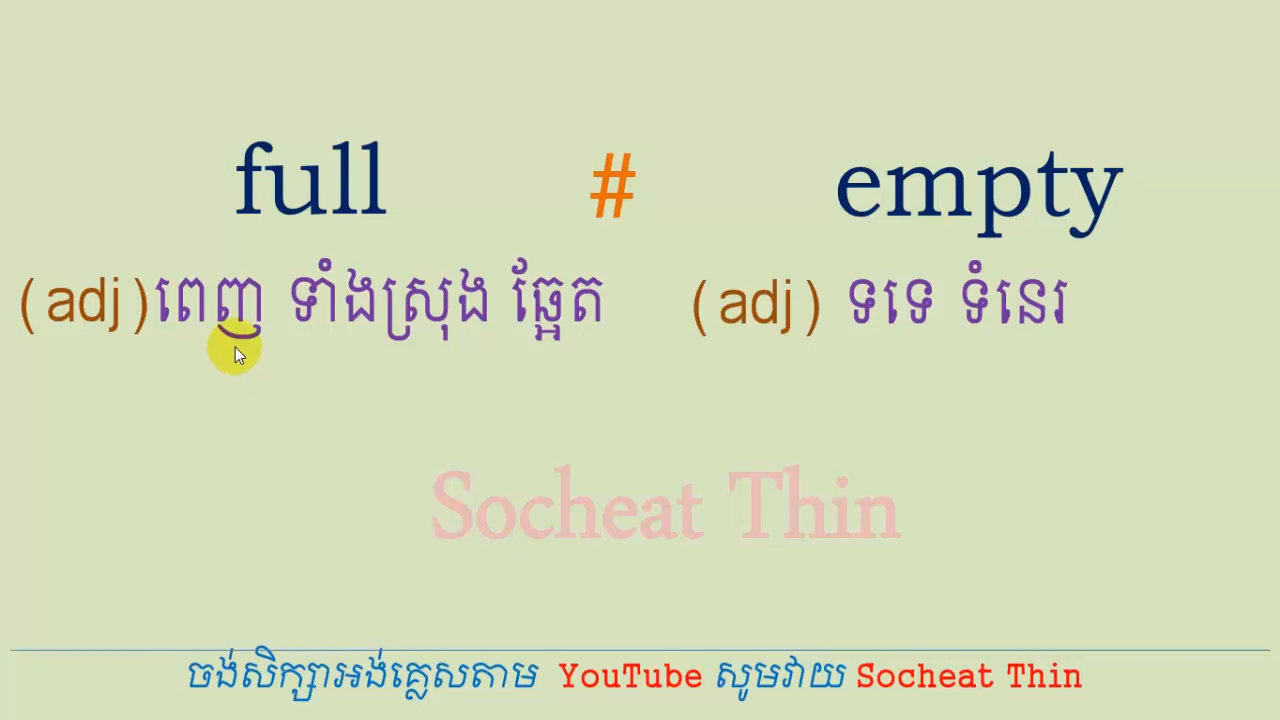 full # empty
(adj)ពេញ ទាំងស្រុង ឆ្អែត (adj) ទទេ ទំនេរ
Socheat Thin
ចង់សិក្សាអង់គ្លេសតាម YouTube សូមវាយ Socheat Thin